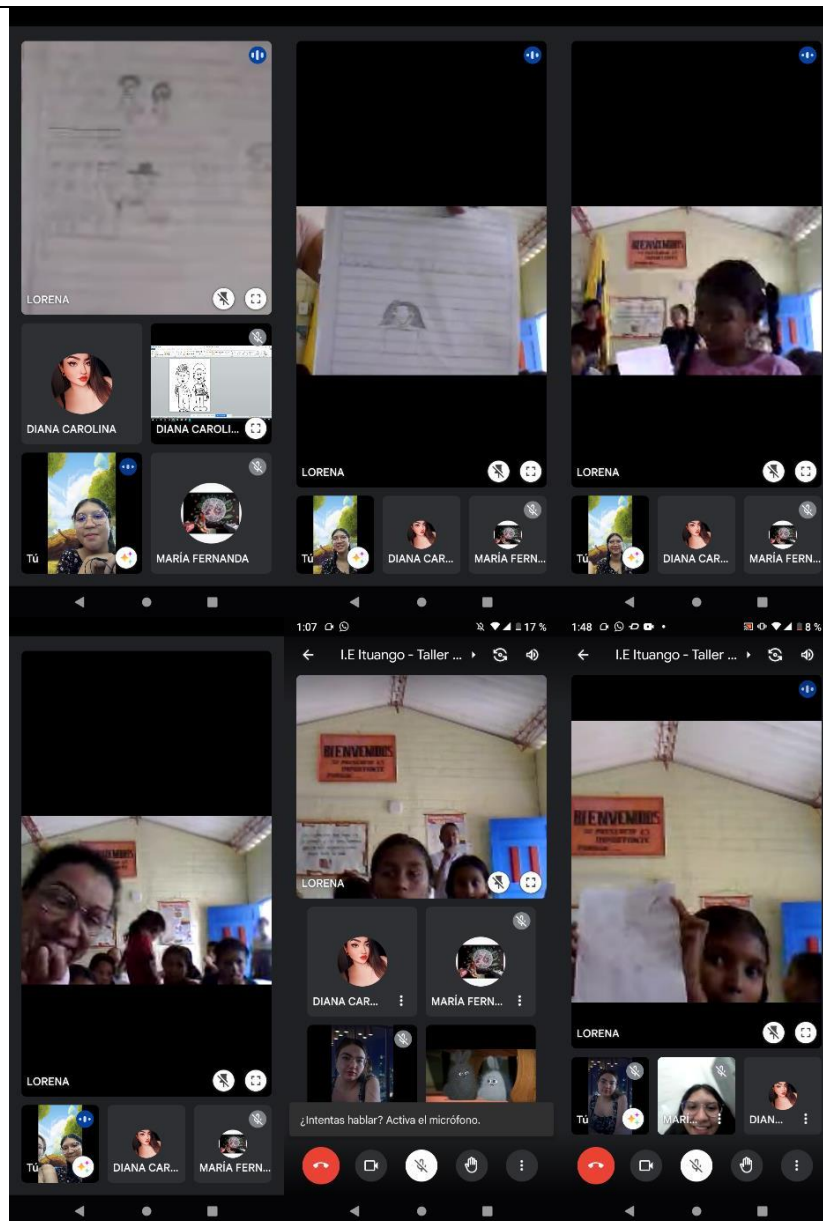 LORENA
DIANA CAROLINA
DIANA CAROLI...
Tú
MARÍA FERNANDA
LORENA
Tú
DIANA CAR...
MARÍA FERN...
BIENVENIDOS
LORENA
Tú
DIANA CAR...
MARÍA FERN...
LORENA
Tú
DIANA CAR...
MARÍA FERN...
1:07
17 %
I.E Ituango - Taller ...
BIENVENIDOS
LORENA
DIANA CAR...
MARÍA FERN...
¿Intentas hablar? Activa el micrófono.
1:48
8 %
I.E Ituango - Taller ...
BIENVENIDOS
LORENA
Tú
MARÍ...
DIAN...